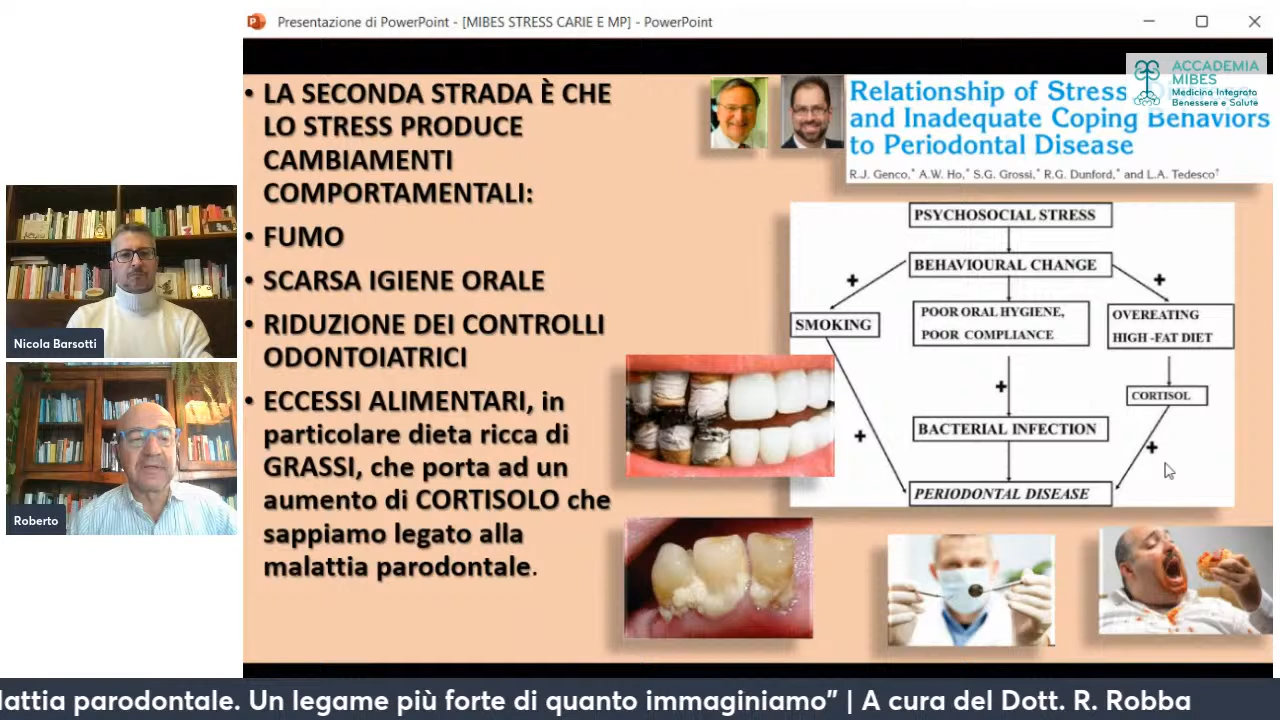 Presentazione di PowerPoint - [MIBES STRESS CARIE E MP] - PowerPoint
• LA SECONDA STRADA È CHE
LO STRESS PRODUCE
CAMBIAMENTI
COMPORTAMENTALI:
• FUMO
• SCARSA IGIENE ORALE
• RIDUZIONE DEI CONTROLLI
ODONTOIATRICI
• ECCESSI ALIMENTARI, in
particolare dieta ricca di
GRASSI, che porta ad un
aumento di CORTISOLO che
sappiamo legato alla
malattia parodontale.
Relationship of Stress
and Inadequate Coping Behaviors
to Periodontal Disease
R.J. Genco,* A.W. Ho,* S.G. Grossi,* R.G. Dunford,* and L.A. Tedesco†
ACCADEMIA
MIBES
Medicina Integrata
Benessere e Salute
PSYCHOSOCIAL STRESS
BEHAVIOURAL CHANGE
+ +
SMOKING
POOR ORAL HYGIENE,
POOR COMPLIANCE
OVEREATING
HIGH -FAT DIET
+
CORTISOL
+
BACTERIAL INFECTION
+
PERIODONTAL DISEASE
Nicola Barsotti
Roberto
lattia parodontale. Un legame più forte di quanto immaginiamo” | A cura del Dott. R. Robba